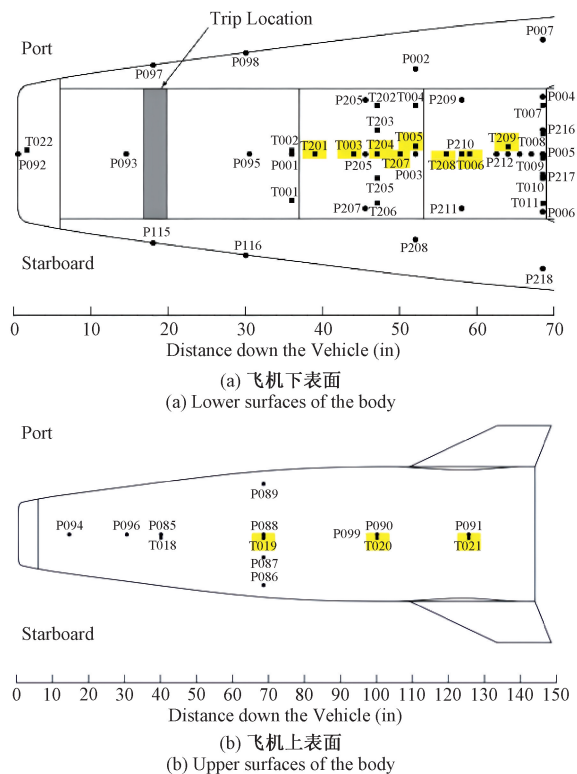 Trip Location
Port
P007
P097
P098
P002
P205 T202 T004 P209
P004
T007
T203
P216
T022
T002
T201
T003
T204
T005
P210
T209
T008
P005
P092
P093
P095
P001
P205
T207
P003
T208
T006
P212
T009
P217
T010
T001
T205
T011
P207
T206
P211
P006
P115
P116
P208
Starboard
P218
0 10 20 30 40 50 60 70
Distance down the Vehicle (in)
(a) 飞机下表面
(a) Lower surfaces of the body
Port
P089
P094
P096
P085
P088
P099
P090
P091
T018
T019
T020
T021
P087
P086
Starboard
0 10 20 30 40 50 60 70 80 90 100 110 120 130 140 150
Distance down the Vehicle (in)
(b) 飞机上表面
(b) Upper surfaces of the body